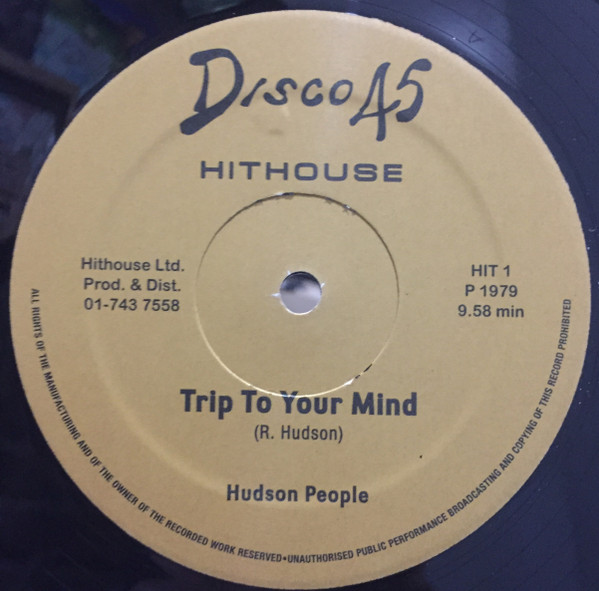 Disco 45
HITHOUSE
Hithouse Ltd.
Prod. & Dist.
01-743 7558
HIT 1
P 1979
9.58 min
Trip To Your Mind
(R. Hudson)
Hudson People
ALL RIGHTS OF THE MANUFACTURING AND OF THE OWNER OF THE RECORDED WORK RESERVED•UNAUTHORISED PUBLIC PERFORMANCE BROADCASTING AND COPYING OF THIS RECORD PROHIBITED